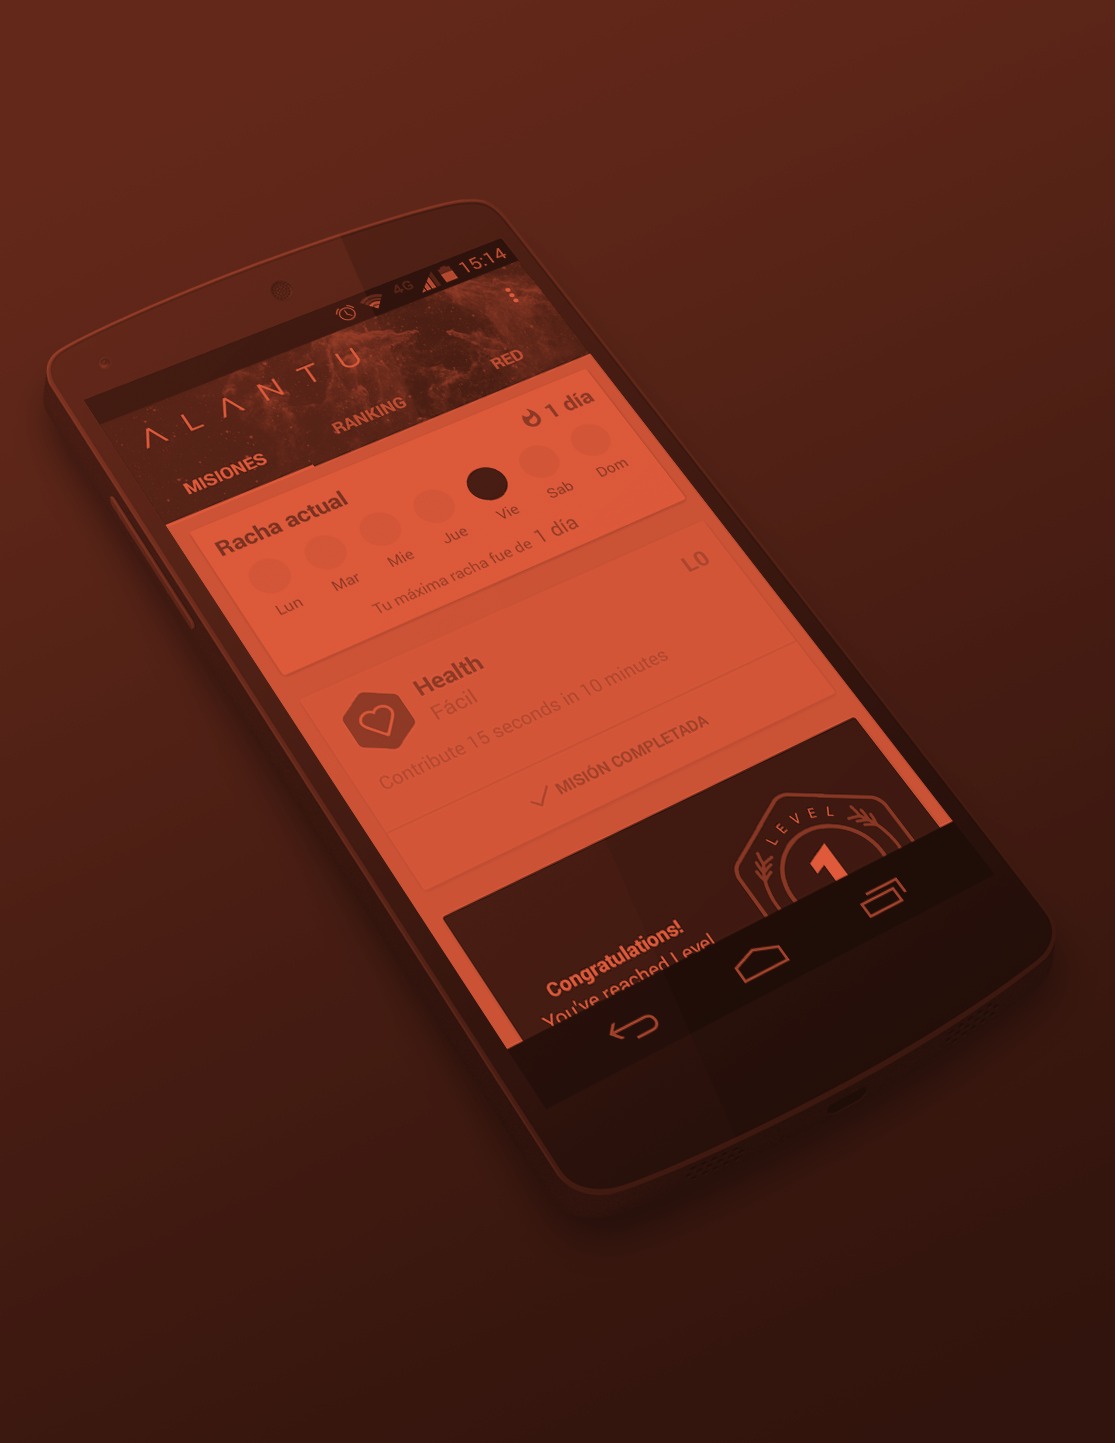 4G 15:14
ALANTU
MISIONES RANKING RED
Racha actual 1 día
Lun Mar Mie Jue Vie Sab Dom
Tu máxima racha fue de 1 día
L0
Health
Fácil
Contribute 15 seconds in 10 minutes
MISIÓN COMPLETADA
LEVEL
1
Congratulations!
You've reached Level